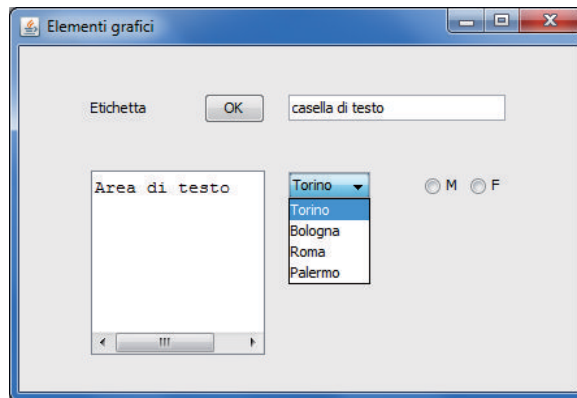 Elementi grafici
Etichetta OK casella di testo
Area di testo
Torino
M F
Torino
Bologna
Roma
Palermo